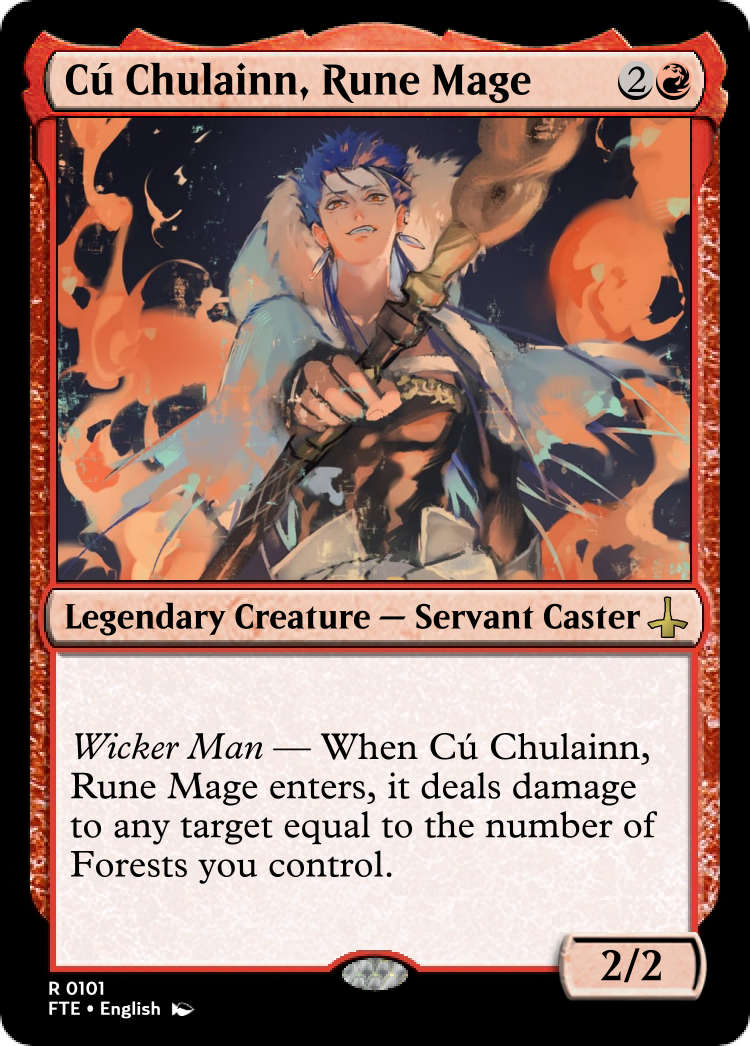 Cú Chulainn, Rune Mage 2
Legendary Creature — Servant Caster
Wicker Man — When Cú Chulainn,
Rune Mage enters, it deals damage
to any target equal to the number of
Forests you control.
2/2
R 0101
FTE • English